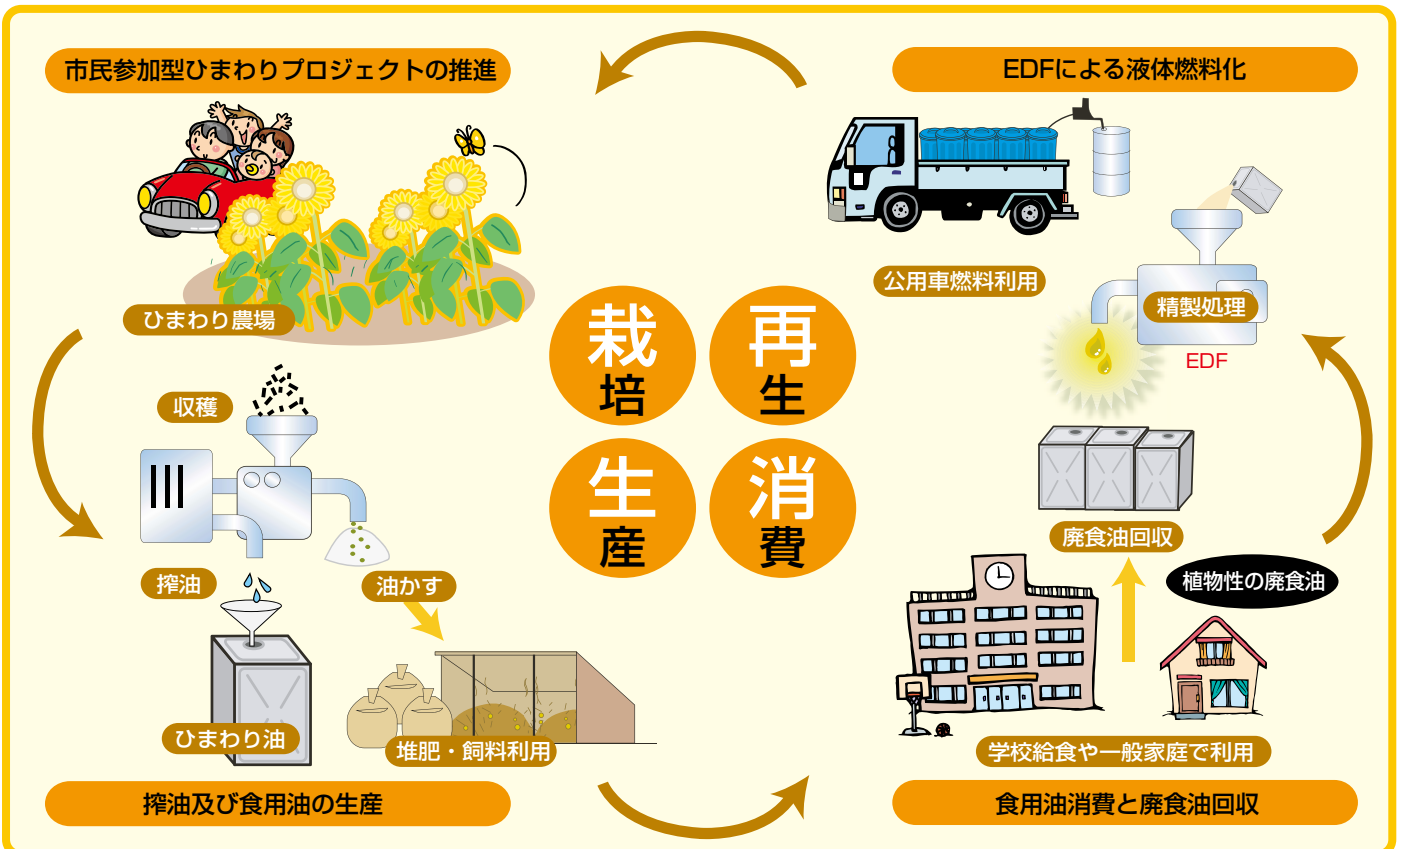 市民参加型ひまわりプロジェクトの推進
ひまわり農場
収穫
搾油
油かす
ひまわり油
堆肥・飼料利用
搾油及び食用油の生産
栽培
再生
生産
消費
EDFによる液体燃料化
公用車燃料利用
精製処理
EDF
廃食油回収
植物性の廃食油
学校給食や一般家庭で利用
食用油消費と廃食油回収